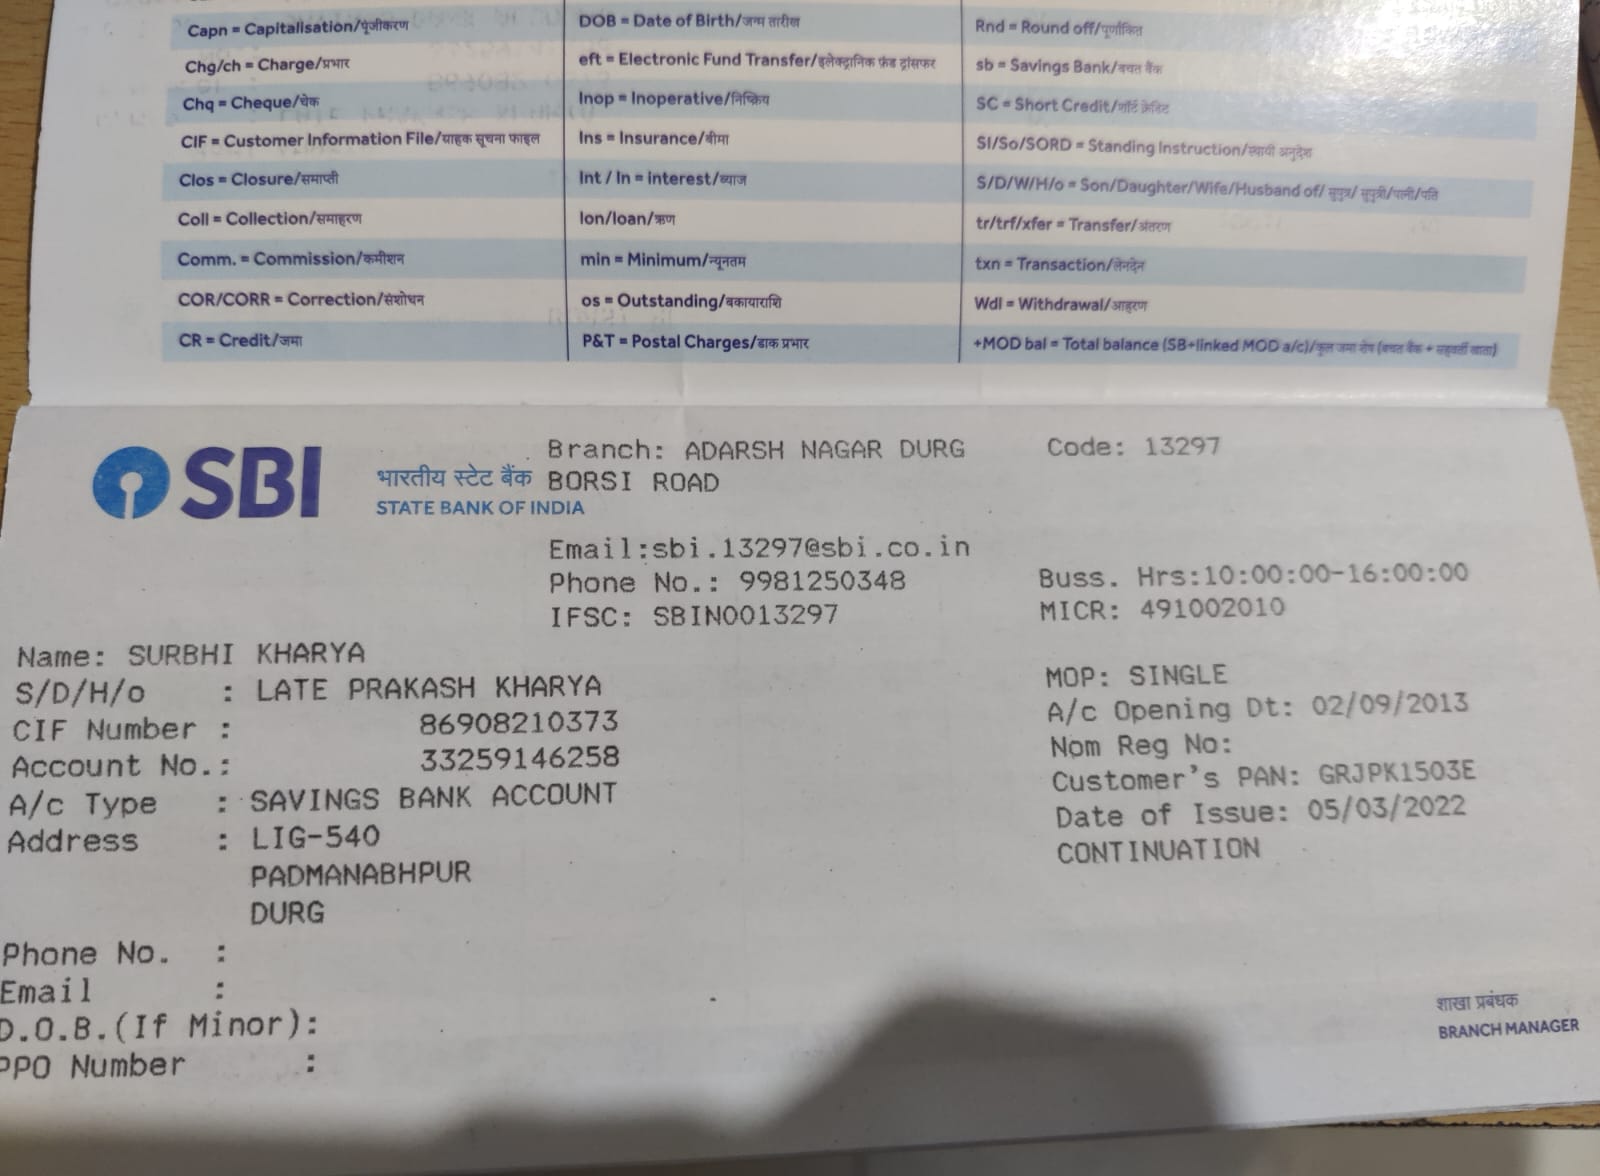 Capn = Capitalisation/पूंजीकरण
Chg/ch = Charge/प्रभार
Chq = Cheque/चेक
CIF = Customer Information File/ग्राहक सूचना फाइल
Clos = Closure/समाप्ती
Coll = Collection/समाहरण
Comm. = Commission/कमीशन
COR/CORR = Correction/संशोधन
CR = Credit/जमा
DOB = Date of Birth/जन्म तारीख
eft = Electronic Fund Transfer/इलेक्ट्रानिक फ़ंड ट्रांसफर
Inop = Inoperative/निष्क्रिय
Ins = Insurance/बीमा
Int / In = interest/ब्याज
lon/loan/ऋण
min = Minimum/न्यूनतम
os = Outstanding/बकायाराशि
P&T = Postal Charges/डाक प्रभार
Rnd = Round off/पूर्णांकित
sb = Savings Bank/बचत बैंक
SC = Short Credit/शॉर्ट क्रेडिट
SI/So/SORD = Standing Instruction/स्थायी अनुदेश
S/D/W/H/o = Son/Daughter/Wife/Husband of/ सुपुत्र/ सुपुत्री/पत्नी/पति
tr/trf/xfer = Transfer/अंतरण
txn = Transaction/लेनदेन
Wdl = Withdrawal/आहरण
+MOD bal = Total balance (SB+linked MOD a/c)/कुल जमा शेष (बचत बैंक + सहवर्ती खाता)
SBI
भारतीय स्टेट बैंक
STATE BANK OF INDIA
Branch: ADARSH NAGAR DURG
BORSI ROAD
Code: 13297
Email:sbi.13297@sbi.co.in
Phone No.: 9981250348
IFSC: SBIN0013297
Buss. Hrs:10:00:00-16:00:00
MICR: 491002010
Name: SURBHI KHARYA
S/D/H/o : LATE PRAKASH KHARYA
CIF Number : 86908210373
Account No.: 33259146258
A/c Type : SAVINGS BANK ACCOUNT
Address : LIG-540
PADMANABHPUR
DURG
Phone No. :
Email :
D.O.B.(If Minor):
PPO Number :
MOP: SINGLE
A/c Opening Dt: 02/09/2013
Nom Reg No:
Customer's PAN: GRJPK1503E
Date of Issue: 05/03/2022
CONTINUATION
शाखा प्रबंधक
BRANCH MANAGER